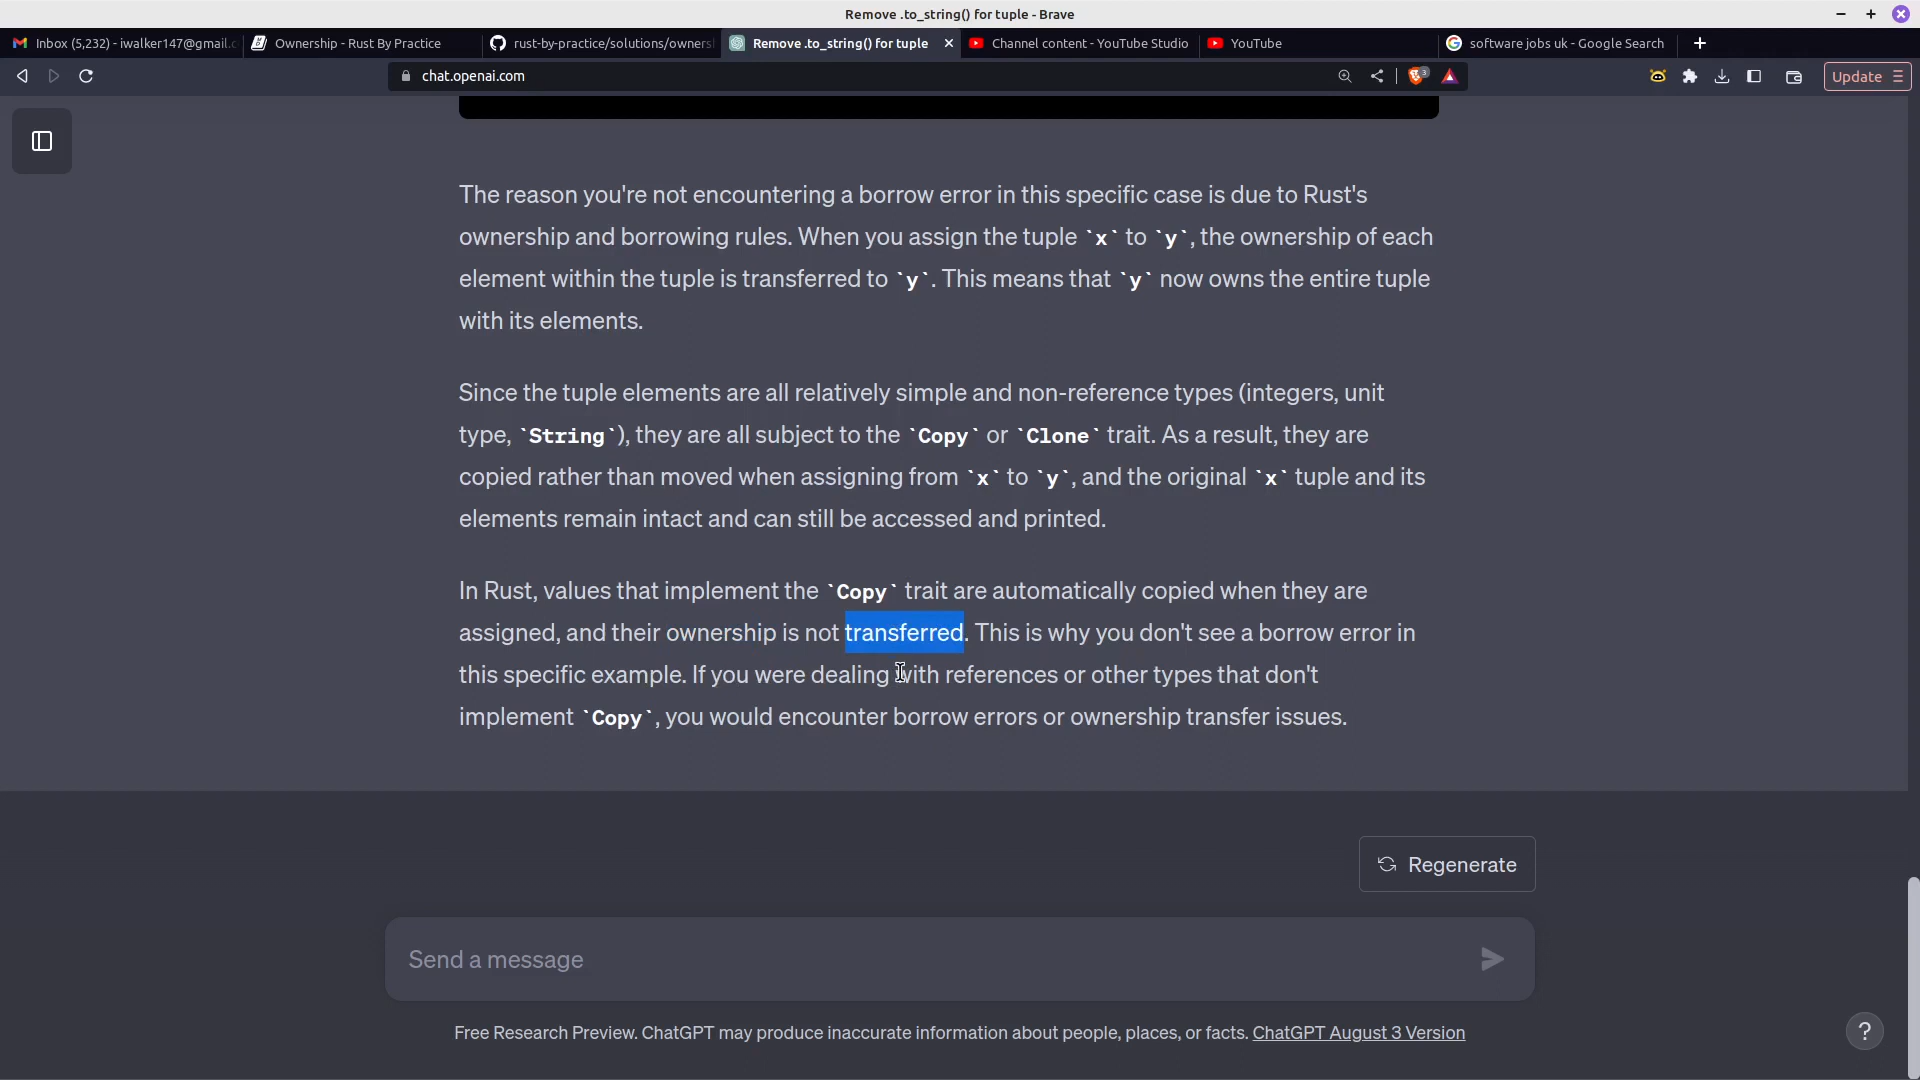 Remove .to_string() for tuple - Brave
Inbox (5,232) - iwalker147@gmail.c
Ownership - Rust By Practice
rust-by-practice/solutions/owners
Remove .to_string() for tuple
Channel content - YouTube Studio
YouTube
software jobs uk - Google Search
chat.openai.com
3
Update
The reason you're not encountering a borrow error in this specific case is due to Rust's
ownership and borrowing rules. When you assign the tuple `x` to `y`, the ownership of each
element within the tuple is transferred to `y`. This means that `y` now owns the entire tuple
with its elements.
Since the tuple elements are all relatively simple and non-reference types (integers, unit
type, `String`), they are all subject to the `Copy` or `Clone` trait. As a result, they are
copied rather than moved when assigning from `x` to `y`, and the original `x` tuple and its
elements remain intact and can still be accessed and printed.
In Rust, values that implement the `Copy` trait are automatically copied when they are
assigned, and their ownership is not transferred. This is why you don't see a borrow error in
this specific example. If you were dealing with references or other types that don't
implement `Copy`, you would encounter borrow errors or ownership transfer issues.
Regenerate
Send a message
Free Research Preview. ChatGPT may produce inaccurate information about people, places, or facts. ChatGPT August 3 Version
?